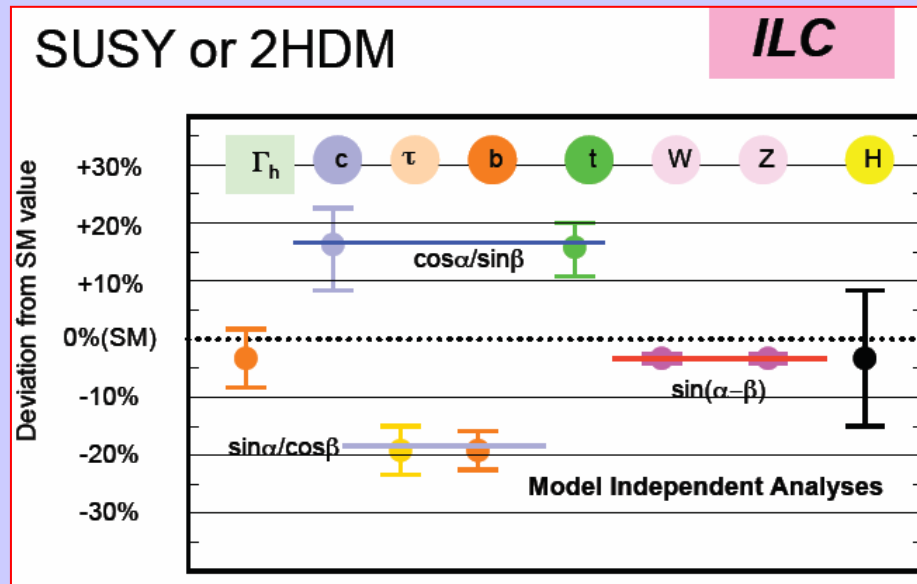 SUSY or 2HDM
ILC
Deviation from SM value
Γh c τ b t W Z H
+30%
+20%
cosα/sinβ
+10%
0%(SM)
sin(α−β)
-10%
sinα/cosβ
-20%
Model Independent Analyses
-30%